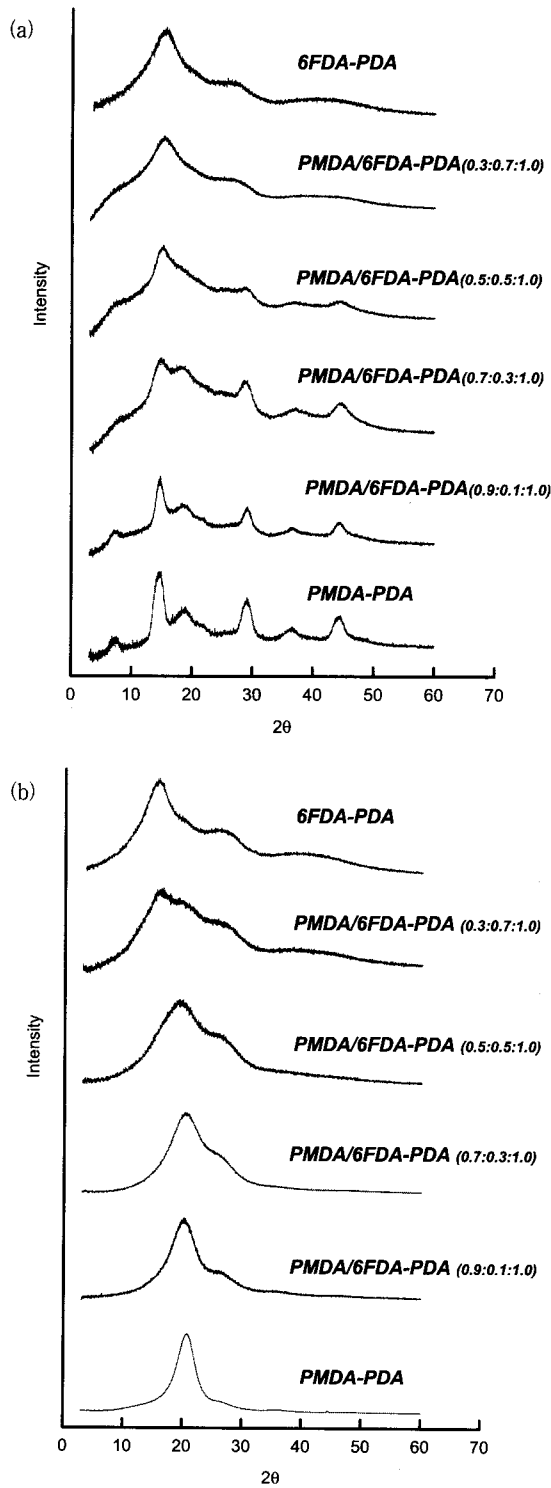 (a)
6FDA-PDA
PMDA/6FDA-PDA(0.3:0.7:1.0)
PMDA/6FDA-PDA(0.5:0.5:1.0)
PMDA/6FDA-PDA(0.7:0.3:1.0)
PMDA/6FDA-PDA(0.9:0.1:1.0)
PMDA-PDA
Intensity
0 10 20 30 40 50 60 70
2θ
(b)
6FDA-PDA
PMDA/6FDA-PDA (0.3:0.7:1.0)
PMDA/6FDA-PDA (0.5:0.5:1.0)
PMDA/6FDA-PDA (0.7:0.3:1.0)
PMDA/6FDA-PDA (0.9:0.1:1.0)
PMDA-PDA
Intensity
0 10 20 30 40 50 60 70
2θ